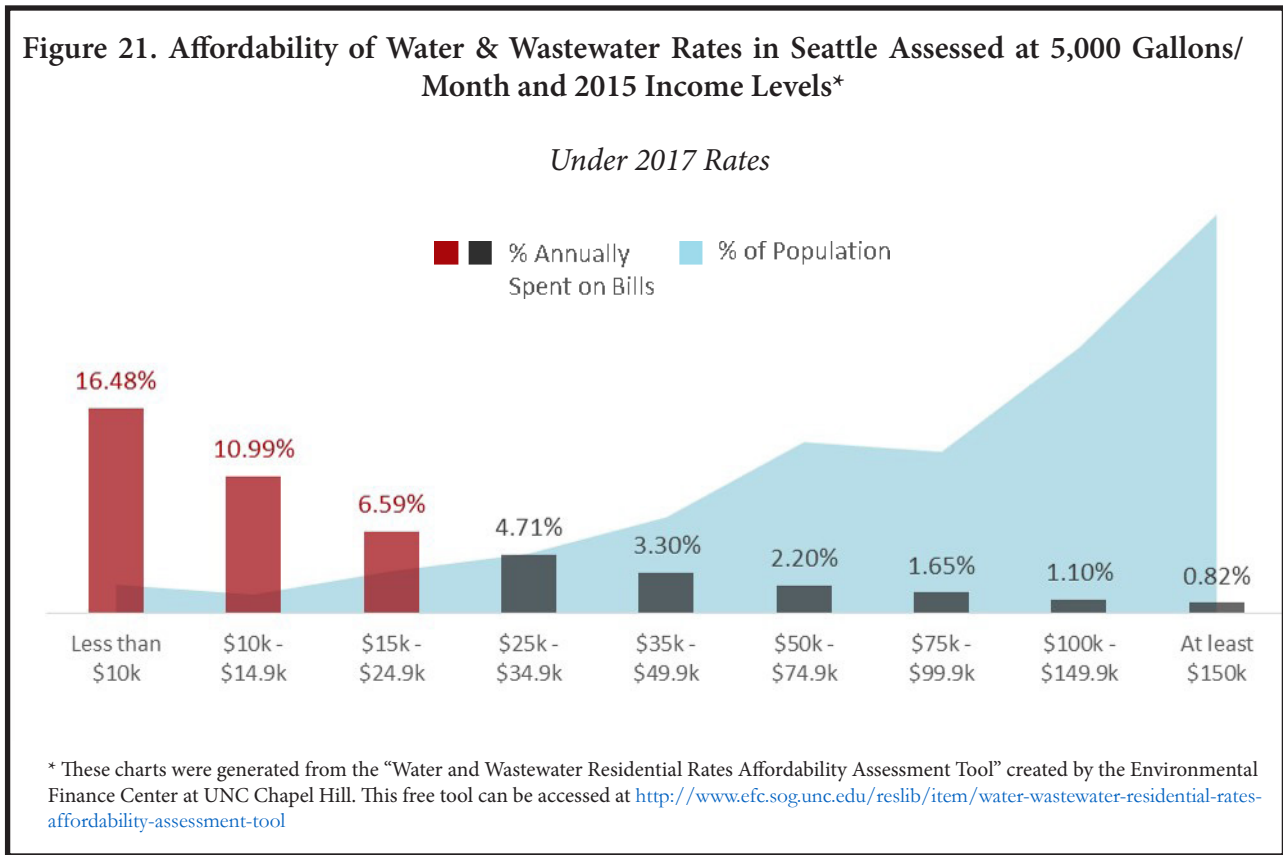 Figure 21. Affordability of Water & Wastewater Rates in Seattle Assessed at 5,000 Gallons/
Month and 2015 Income Levels*
Under 2017 Rates
% Annually
Spent on Bills
% of Population
16.48%
10.99%
6.59%
4.71%
3.30%
2.20%
1.65%
1.10%
0.82%
Less than
$10k
$10k -
$14.9k
$15k -
$24.9k
$25k -
$34.9k
$35k -
$49.9k
$50k -
$74.9k
$75k -
$99.9k
$100k -
$149.9k
At least
$150k
* These charts were generated from the “Water and Wastewater Residential Rates Affordability Assessment Tool” created by the Environmental
Finance Center at UNC Chapel Hill. This free tool can be accessed at http://www.efc.sog.unc.edu/reslib/item/water-wastewater-residential-rates-
affordability-assessment-tool